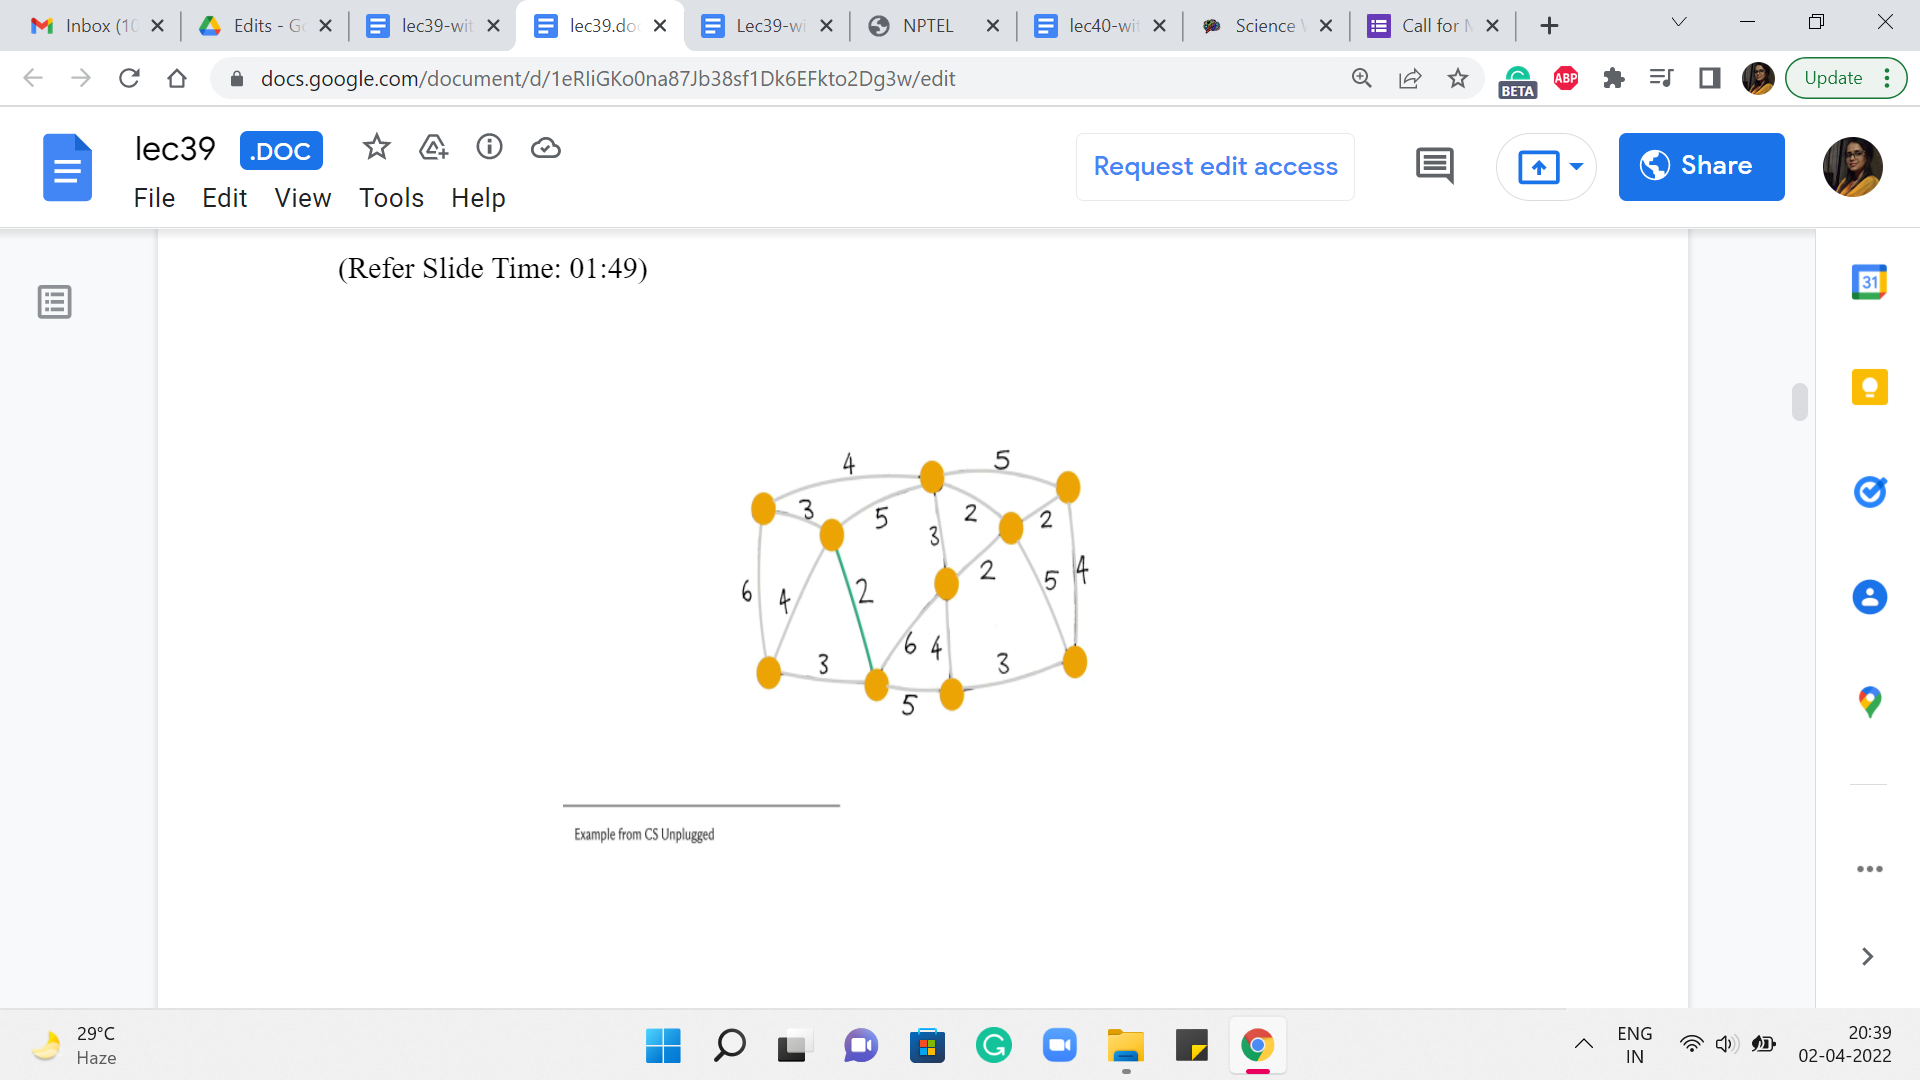 Inbox (10
Edits - Go
lec39-wit
lec39.do
Lec39-wi
NPTEL
lec40-wit
Science V
Call for M
docs.google.com/document/d/1eRIiGKo0na87Jb38sf1Dk6EFkto2Dg3w/edit
BETA
ABP
Update
lec39 .DOC
Request edit access
Share
File Edit View Tools Help
31
(Refer Slide Time: 01:49)
4 5
3 5 3 2 2
6 4 2 2 5 4
3 6 4 3
5
Example from CS Unplugged
29°C
Haze
ENG
IN
20:39
02-04-2022